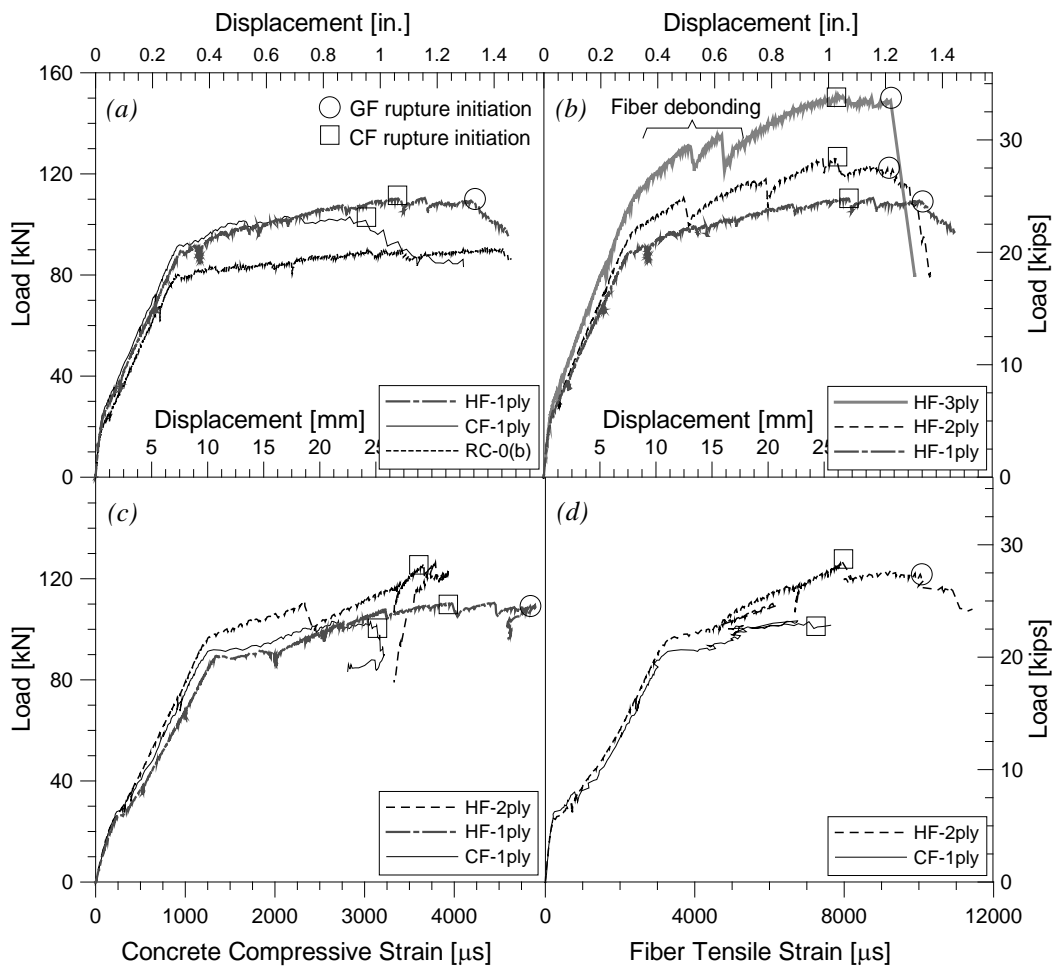 Displacement [in.]
Displacement [in.]
0 0.2 0.4 0.6 0.8 1 1.2 1.4
0 0.2 0.4 0.6 0.8 1 1.2 1.4
160
(a)
GF rupture initiation
CF rupture initiation
(b)
Fiber debonding
30
120
Load [kN]
80
20
Load [kips]
40
10
HF-1ply
CF-1ply
RC-0(b)
HF-3ply
HF-2ply
HF-1ply
Displacement [mm]
Displacement [mm]
5 10 15 20 25
5 10 15 20 25
0
0
(c)
(d)
30
120
Load [kN]
80
20
Load [kips]
40
10
HF-2ply
HF-1ply
CF-1ply
HF-2ply
CF-1ply
0
0
0 1000 2000 3000 4000
0 4000 8000 12000
Concrete Compressive Strain [μs]
Fiber Tensile Strain [μs]